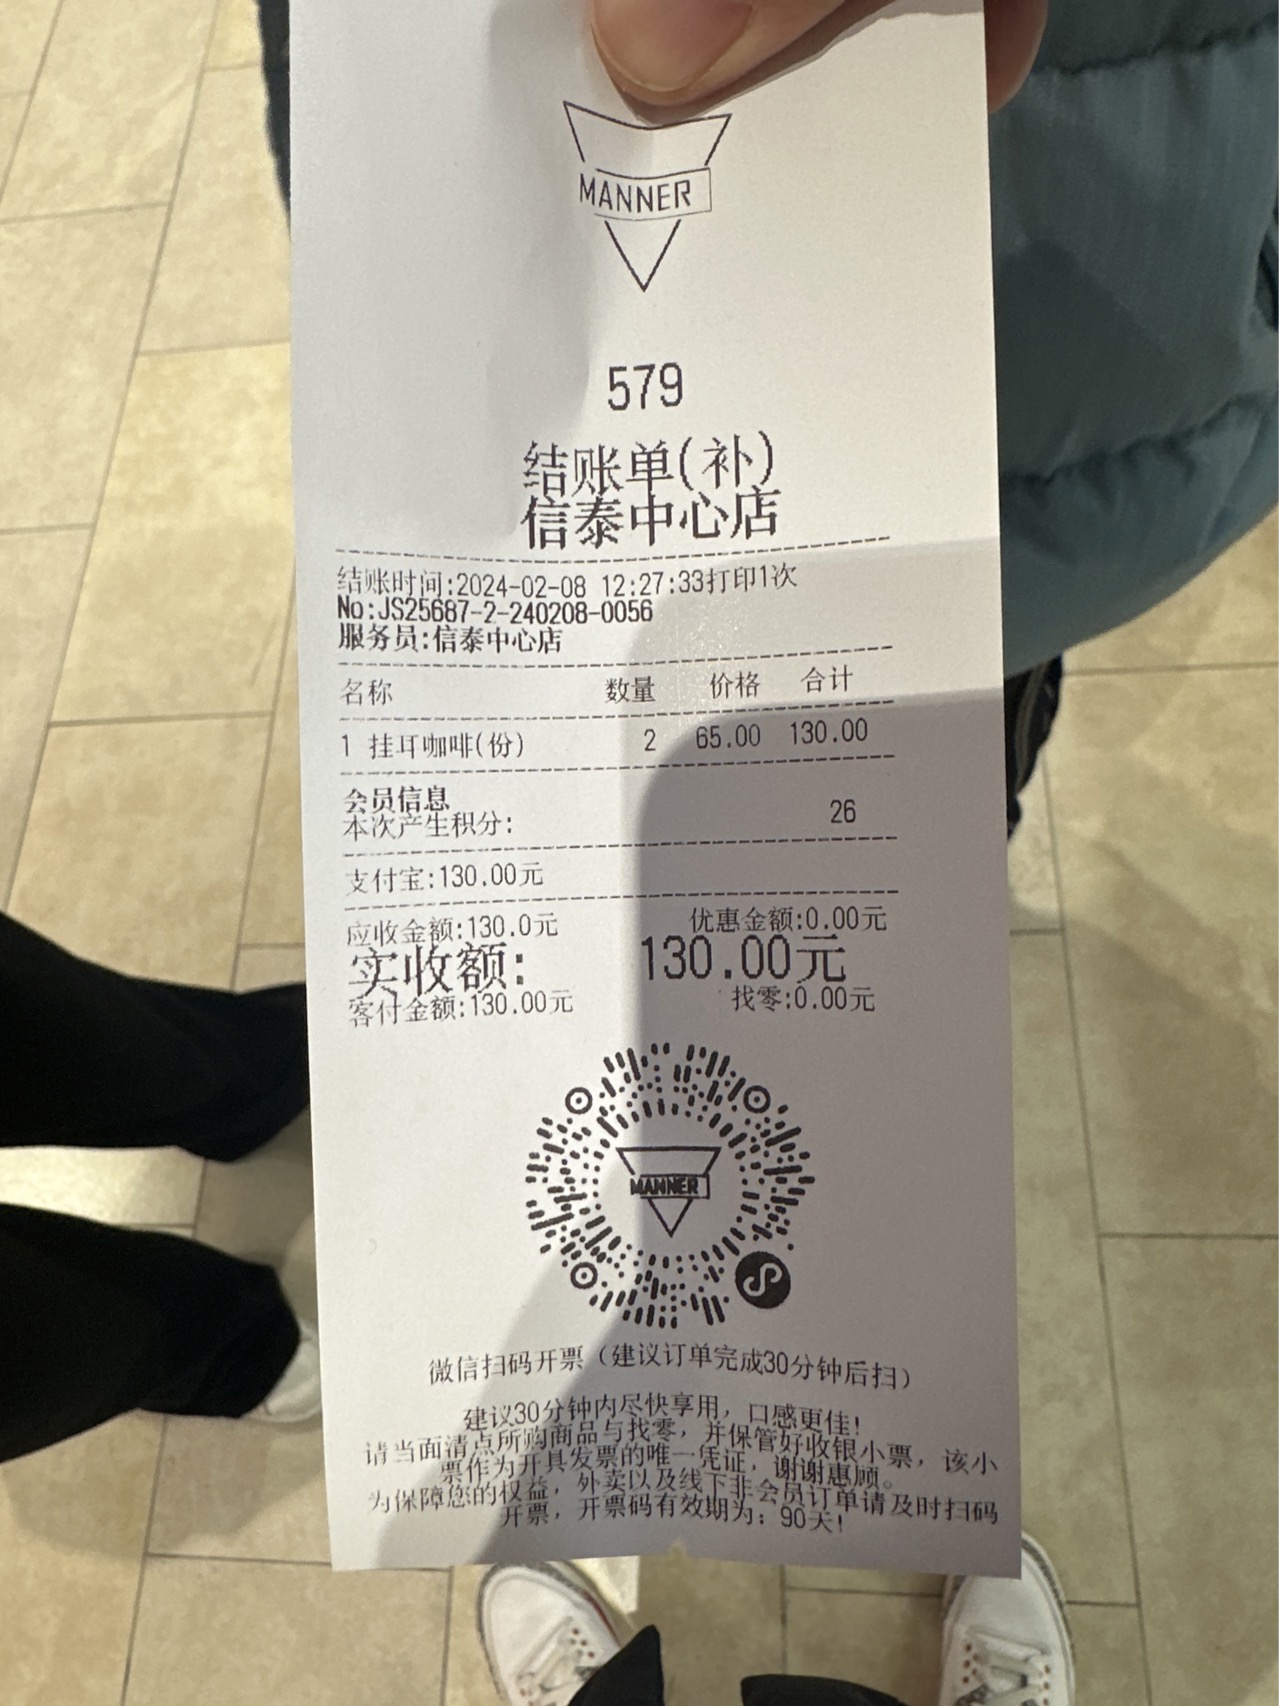 MANNER
579
结账单(补)
信泰中心店
结账时间:2024-02-08 12:27:33打印1次
No:JS25687-2-240208-0056
服务员:信泰中心店
名称 数量 价格 合计
1 挂耳咖啡(份) 2 65.00 130.00
会员信息
本次产生积分: 26
支付宝:130.00元
应收金额:130.0元 优惠金额:0.00元
实收额: 130.00元
客付金额:130.00元 找零:0.00元
MANNER
微信扫码开票（建议订单完成30分钟后扫）
建议30分钟内尽快享用，口感更佳!
请当面清点所购商品与找零，并保管好收银小票，该小
票作为开具发票的唯一凭证，谢谢惠顾。
为保障您的权益，外卖以及线下非会员订单请及时扫码
开票，开票码有效期为：90天!